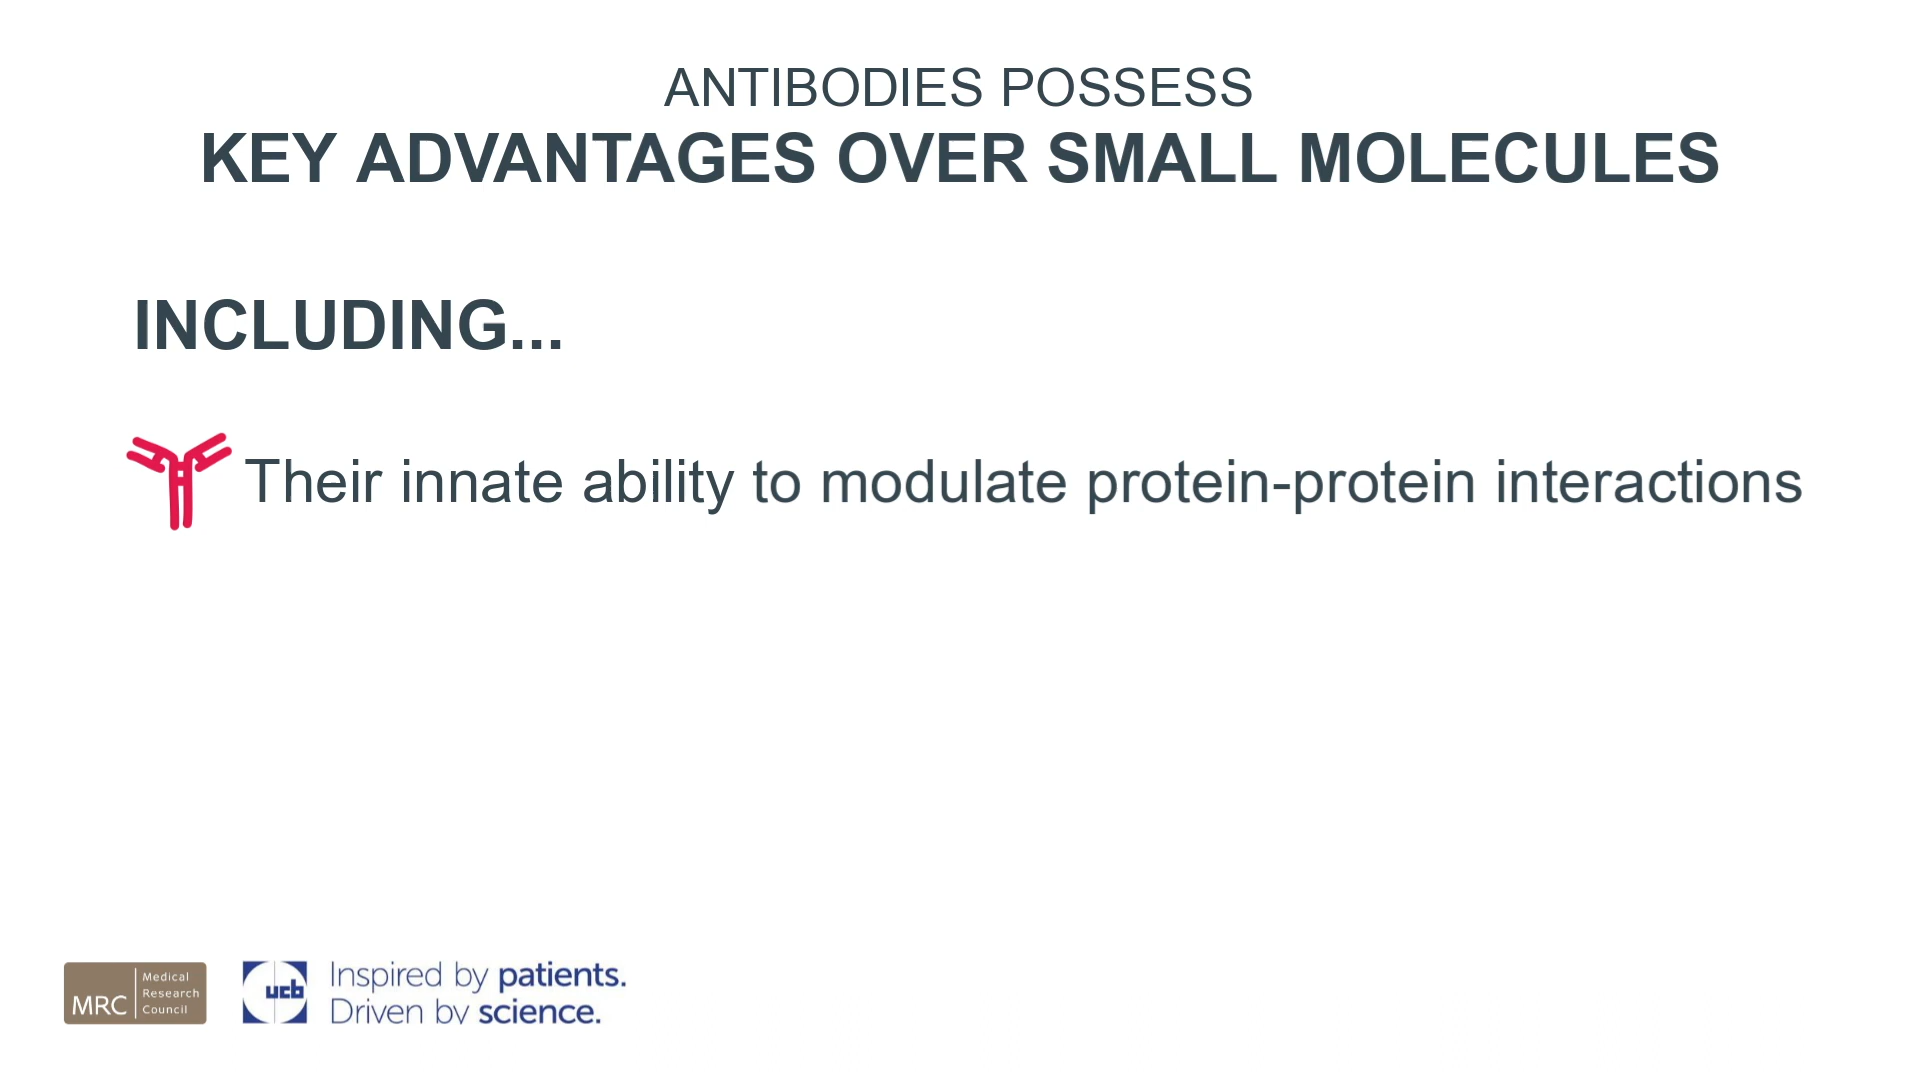 ANTIBODIES POSSESS
KEY ADVANTAGES OVER SMALL MOLECULES
INCLUDING...
Their innate ability to modulate protein-protein interactions
MRC
Medical
Research
Council
ucb
Inspired by patients.
Driven by science.